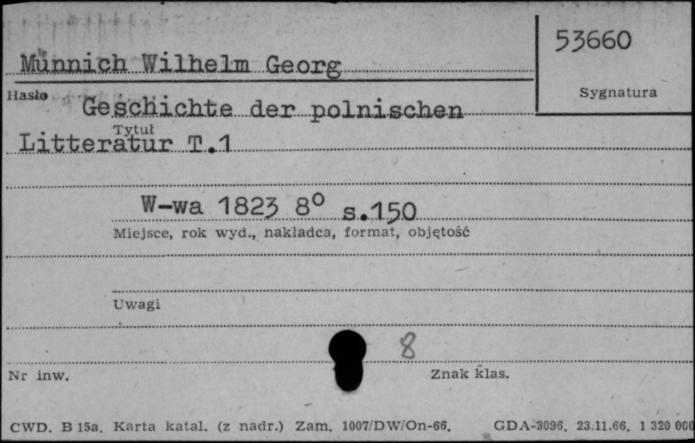 53660
Münnich Wilhelm Georg
Sygnatura
Hasło
Geschichte der polnischen
Tytuł
Litteratur T.1
W-wa 1823 8° s.150
Miejsce, rok wyd., nakładca, format, objętość
Uwagi
8
Nr inw.
Znak klas.
CWD. B 15a. Karta katal. (z nadr.) Zam. 1007/DW/On-66. GDA-3096. 23.11.66. 1 320 000